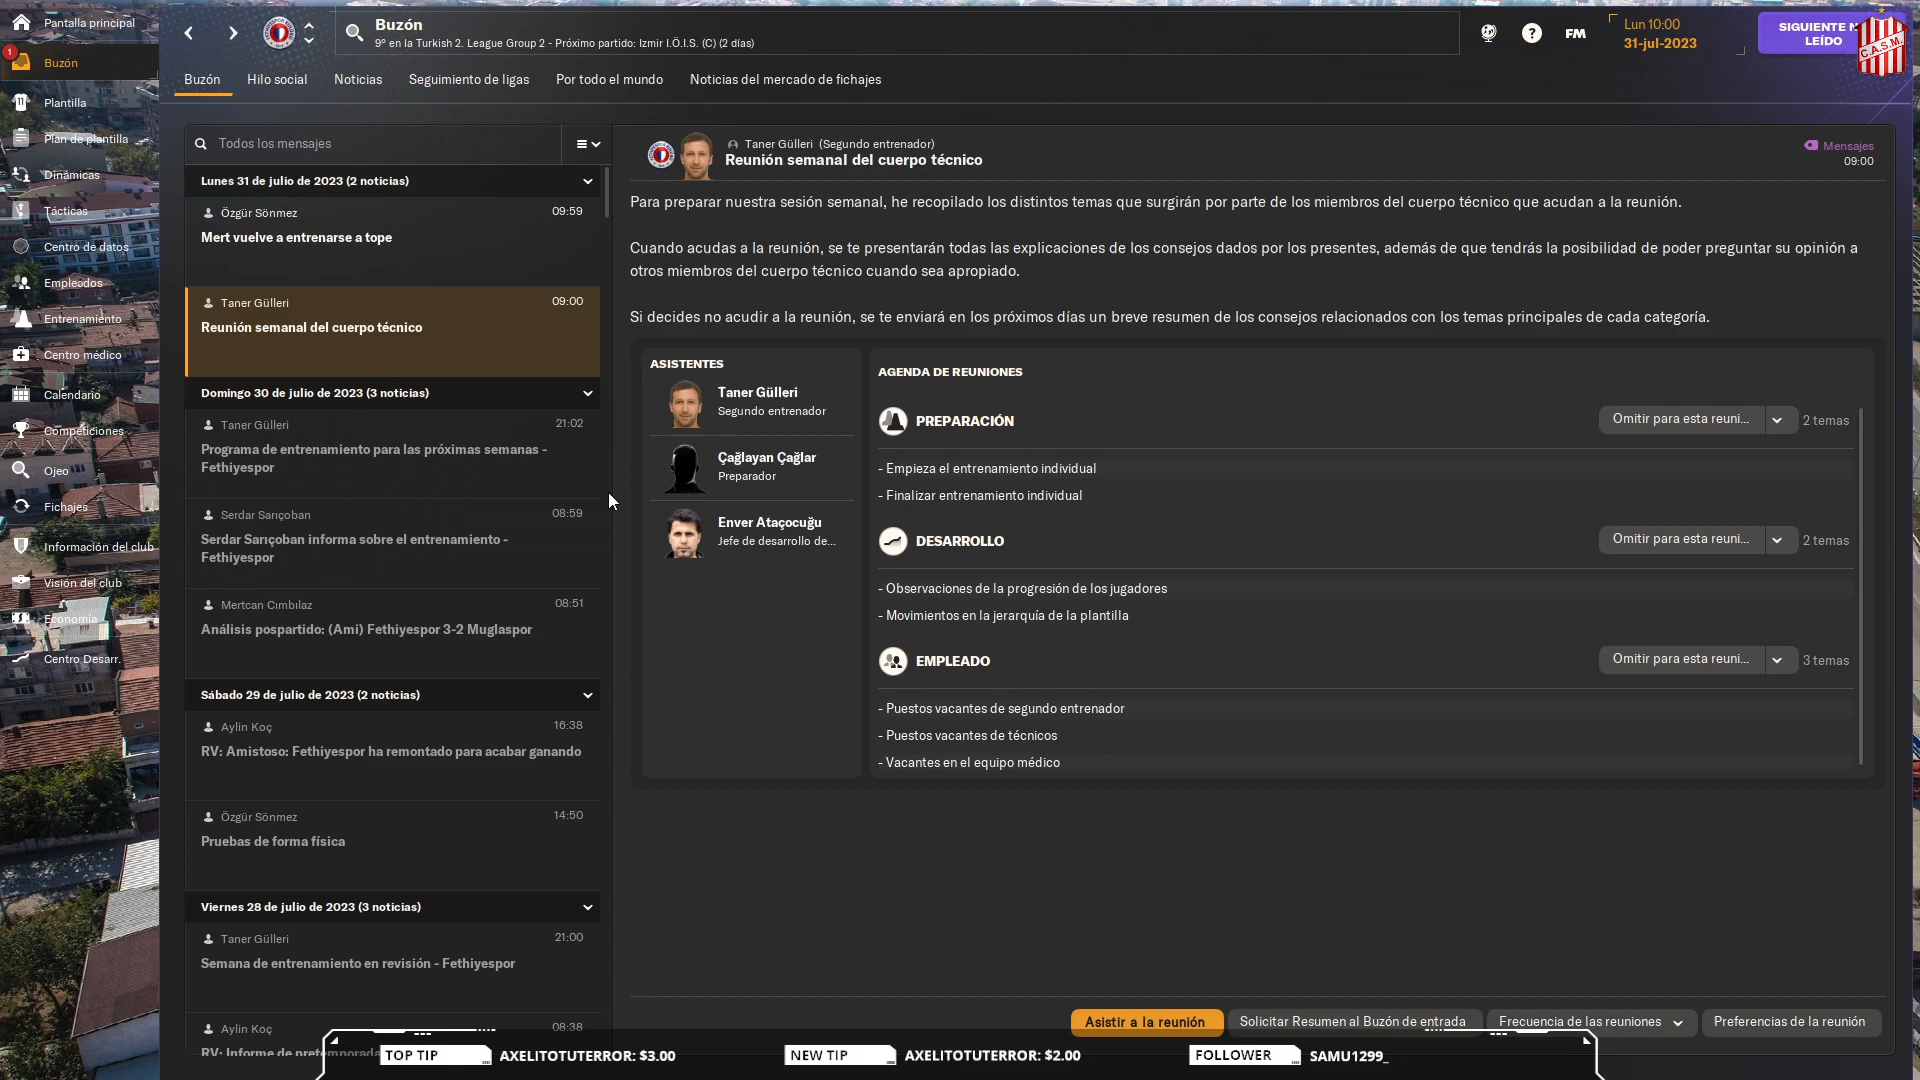 Pantalla principal
1
Buzón
Plantilla
Plan de plantilla
Dinámicas
Tácticas
Centro de datos
Empleados
Entrenamiento
Centro médico
Calendario
Competiciones
Ojeo
Fichajes
Información del club
Visión del club
Economía
Centro Desarr.
Buzón
9º en la Turkish 2. League Group 2 - Próximo partido: Izmir I.Ö.I.S. (C) (2 días)
FM
Lun 10:00
31-jul-2023
SIGUIENTE N
LEÍDO
C.A.S.M.
Buzón
Hilo social
Noticias
Seguimiento de ligas
Por todo el mundo
Noticias del mercado de fichajes
Todos los mensajes
Lunes 31 de julio de 2023 (2 noticias)
Özgür Sönmez 09:59
Mert vuelve a entrenarse a tope
Taner Gülleri 09:00
Reunión semanal del cuerpo técnico
Domingo 30 de julio de 2023 (3 noticias)
Taner Gülleri 21:02
Programa de entrenamiento para las próximas semanas -
Fethiyespor
Serdar Sarıçoban 08:59
Serdar Sarıçoban informa sobre el entrenamiento -
Fethiyespor
Mertcan Cımbılaz 08:51
Análisis pospartido: (Ami) Fethiyespor 3-2 Muglaspor
Sábado 29 de julio de 2023 (2 noticias)
Aylin Koç 16:38
RV: Amistoso: Fethiyespor ha remontado para acabar ganando
Özgür Sönmez 14:50
Pruebas de forma física
Viernes 28 de julio de 2023 (3 noticias)
Taner Gülleri 21:00
Semana de entrenamiento en revisión - Fethiyespor
Aylin Koç 08:38
RV: Informe de pretemporada
Taner Gülleri (Segundo entrenador)
Reunión semanal del cuerpo técnico
Mensajes
09:00
Para preparar nuestra sesión semanal, he recopilado los distintos temas que surgirán por parte de los miembros del cuerpo técnico que acudan a la reunión.
Cuando acudas a la reunión, se te presentarán todas las explicaciones de los consejos dados por los presentes, además de que tendrás la posibilidad de poder preguntar su opinión a
otros miembros del cuerpo técnico cuando sea apropiado.
Si decides no acudir a la reunión, se te enviará en los próximos días un breve resumen de los consejos relacionados con los temas principales de cada categoría.
ASISTENTES
Taner Gülleri
Segundo entrenador
Çağlayan Çağlar
Preparador
Enver Ataçocuğu
Jefe de desarrollo de...
AGENDA DE REUNIONES
PREPARACIÓN
Omitir para esta reuni...
2 temas
- Empieza el entrenamiento individual
- Finalizar entrenamiento individual
DESARROLLO
Omitir para esta reuni...
2 temas
- Observaciones de la progresión de los jugadores
- Movimientos en la jerarquía de la plantilla
EMPLEADO
Omitir para esta reuni...
3 temas
- Puestos vacantes de segundo entrenador
- Puestos vacantes de técnicos
- Vacantes en el equipo médico
Asistir a la reunión
Solicitar Resumen al Buzón de entrada
Frecuencia de las reuniones
Preferencias de la reunión
TOP TIP
AXELITOTUTERROR: $3.00
NEW TIP
AXELITOTUTERROR: $2.00
FOLLOWER
SAMU1299_